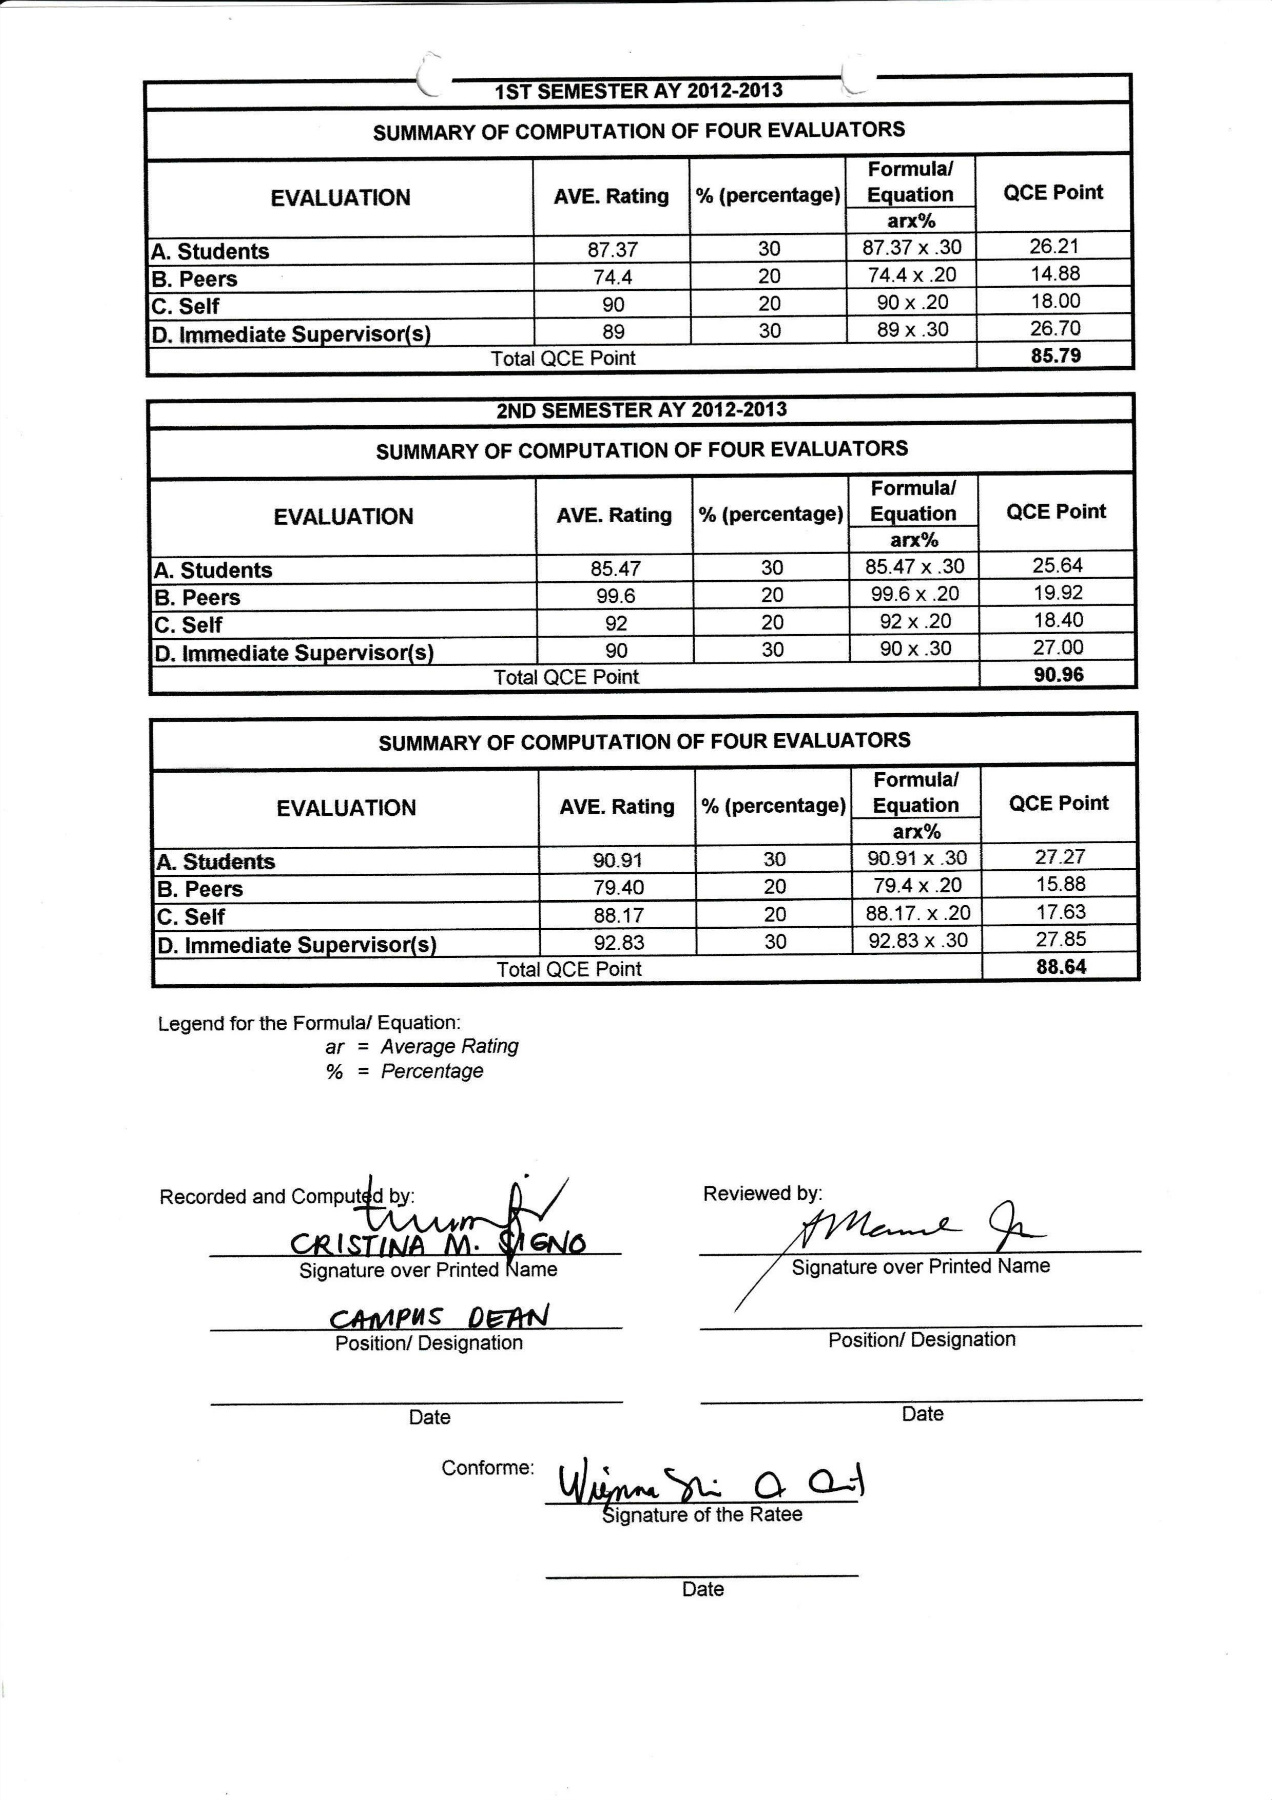 1ST SEMESTER AY 2012-2013
SUMMARY OF COMPUTATION OF FOUR EVALUATORS
EVALUATION AVE. Rating % (percentage) Formula/ Equation arx% QCE Point
A. Students 87.37 30 87.37 x .30 26.21
B. Peers 74.4 20 74.4 x .20 14.88
C. Self 90 20 90 x .20 18.00
D. Immediate Supervisor(s) 89 30 89 x .30 26.70
Total QCE Point 85.79
2ND SEMESTER AY 2012-2013
SUMMARY OF COMPUTATION OF FOUR EVALUATORS
EVALUATION AVE. Rating % (percentage) Formula/ Equation arx% QCE Point
A. Students 85.47 30 85.47 x .30 25.64
B. Peers 99.6 20 99.6 x .20 19.92
C. Self 92 20 92 x .20 18.40
D. Immediate Supervisor(s) 90 30 90 x .30 27.00
Total QCE Point 90.96
SUMMARY OF COMPUTATION OF FOUR EVALUATORS
EVALUATION AVE. Rating % (percentage) Formula/ Equation arx% QCE Point
A. Students 90.91 30 90.91 x .30 27.27
B. Peers 79.40 20 79.4 x .20 15.88
C. Self 88.17 20 88.17. x .20 17.63
D. Immediate Supervisor(s) 92.83 30 92.83 x .30 27.85
Total QCE Point 88.64
Legend for the Formula/ Equation:
ar = Average Rating
% = Percentage
Recorded and Computed by: Reviewed by:
CRISTINA M. SIGNO
Signature over Printed Name Signature over Printed Name
CAMPUS DEAN
Position/ Designation Position/ Designation
Date Date
Conforme:
Signature of the Ratee
Date